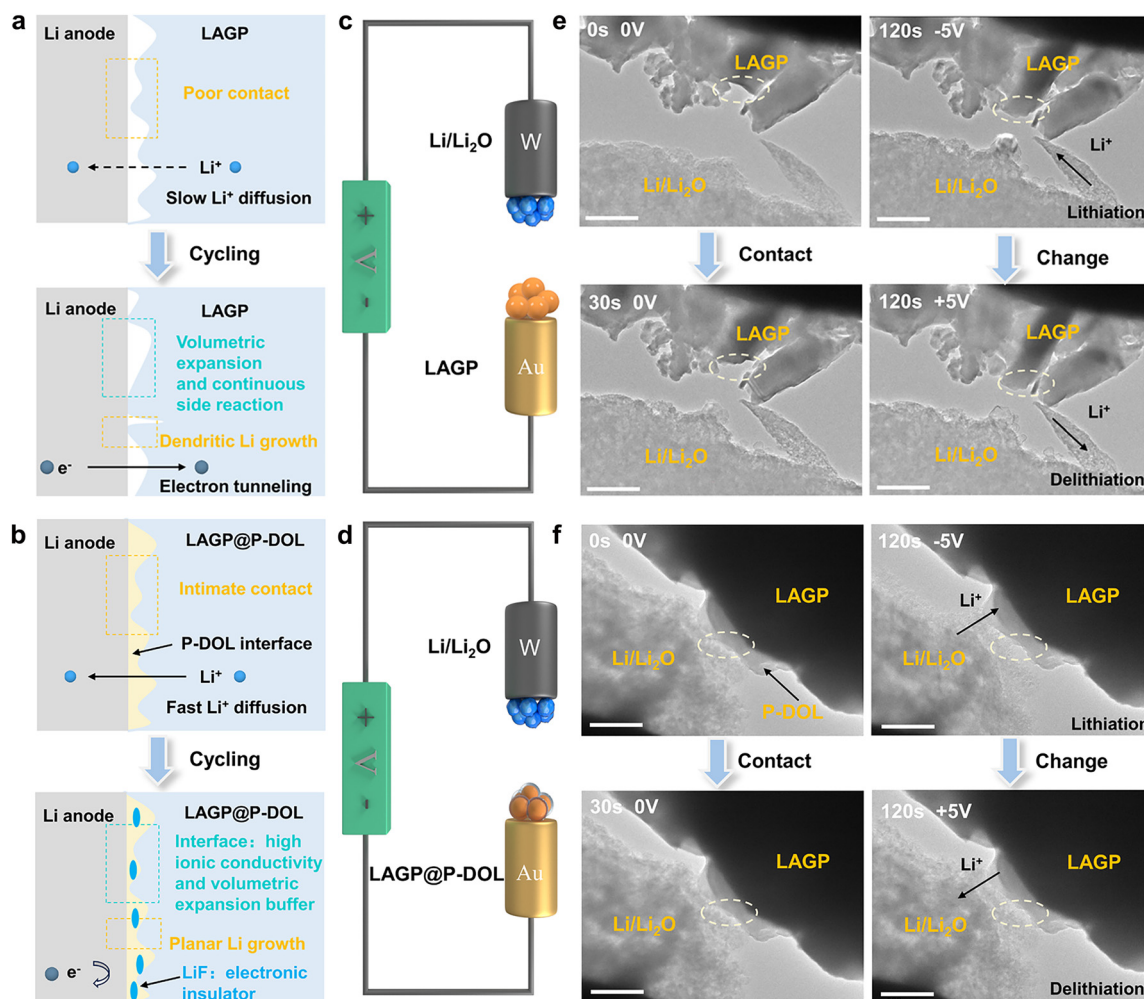 a
Li anode
LAGP
Poor contact
Li⁺
Slow Li⁺ diffusion
Cycling
Li anode
LAGP
Volumetric
expansion
and continuous
side reaction
Dendritic Li growth
e⁻
Electron tunneling
b
Li anode
LAGP@P-DOL
Intimate contact
P-DOL interface
Li⁺
Fast Li⁺ diffusion
Cycling
Li anode
LAGP@P-DOL
Interface: high
ionic conductivity
and volumetric
expansion buffer
Planar Li growth
e⁻
LiF: electronic
insulator
c
Li/Li₂O
W
+
V
-
LAGP
Au
d
Li/Li₂O
W
+
V
-
LAGP@P-DOL
Au
e
0s 0V
LAGP
Li/Li₂O
120s -5V
LAGP
Li⁺
Li/Li₂O
Lithiation
Contact
Change
30s 0V
LAGP
Li/Li₂O
120s +5V
LAGP
Li⁺
Li/Li₂O
Delithiation
f
0s 0V
LAGP
Li/Li₂O
P-DOL
120s -5V
Li⁺
LAGP
Li/Li₂O
Lithiation
Contact
Change
30s 0V
LAGP
Li/Li₂O
120s +5V
Li⁺
LAGP
Li/Li₂O
Delithiation